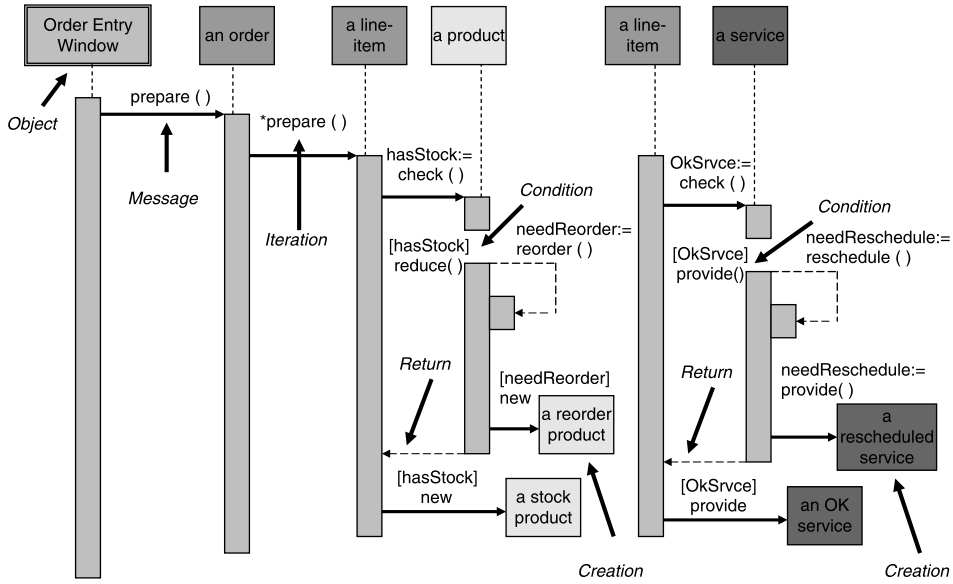 Order Entry
Window
an order
a line-
item
a product
a line-
item
a service
Object
prepare ( )
Message
*prepare ( )
Iteration
hasStock:=
check ( )
Condition
[hasStock]
reduce( )
needReorder:=
reorder ( )
Return
[needReorder]
new
a reorder
product
[hasStock]
new
a stock
product
Creation
OkSrvce:=
check ( )
Condition
[OkSrvce]
provide()
needReschedule:=
reschedule ( )
Return
needReschedule:=
provide( )
a
rescheduled
service
[OkSrvce]
provide
an OK
service
Creation